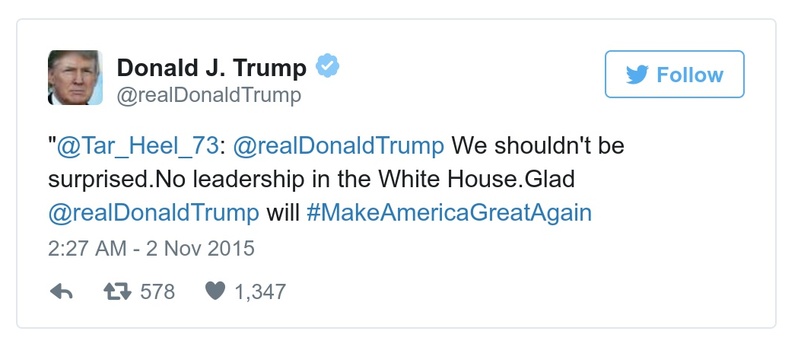 Donald J. Trump
@realDonaldTrump
Follow
"@Tar_Heel_73: @realDonaldTrump We shouldn't be
surprised.No leadership in the White House.Glad
@realDonaldTrump will #MakeAmericaGreatAgain
2:27 AM - 2 Nov 2015
578 1,347